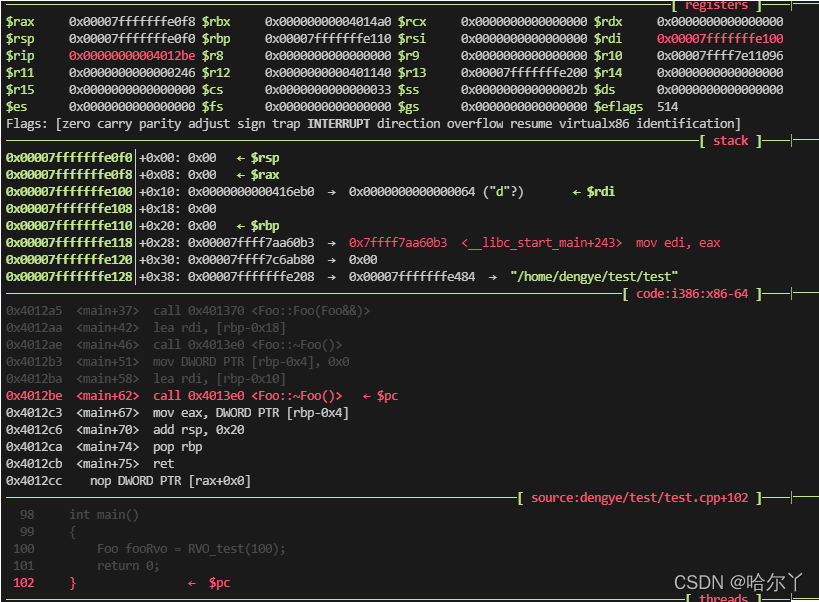 [ registers ]
$rax 0x00007fffffffe0f8 $rbx 0x00000000004014a0 $rcx 0x0000000000000000 $rdx 0x0000000000000000
$rsp 0x00007fffffffe0f0 $rbp 0x00007fffffffe110 $rsi 0x0000000000000000 $rdi 0x00007fffffffe100
$rip 0x00000000004012be $r8 0x0000000000000000 $r9 0x0000000000000000 $r10 0x00007ffff7e11096
$r11 0x0000000000000246 $r12 0x0000000000401140 $r13 0x00007fffffffe200 $r14 0x0000000000000000
$r15 0x0000000000000000 $cs 0x0000000000000033 $ss 0x000000000000002b $ds 0x0000000000000000
$es 0x0000000000000000 $fs 0x0000000000000000 $gs 0x0000000000000000 $eflags 514
Flags: [zero carry parity adjust sign trap INTERRUPT direction overflow resume virtualx86 identification]
[ stack ]
0x00007fffffffe0f0│+0x00: 0x00 ← $rsp
0x00007fffffffe0f8│+0x08: 0x00 ← $rax
0x00007fffffffe100│+0x10: 0x0000000000416eb0 → 0x0000000000000064 ("d"?) ← $rdi
0x00007fffffffe108│+0x18: 0x00
0x00007fffffffe110│+0x20: 0x00 ← $rbp
0x00007fffffffe118│+0x28: 0x00007ffff7aa60b3 → 0x7ffff7aa60b3 <__libc_start_main+243> mov edi, eax
0x00007fffffffe120│+0x30: 0x00007ffff7c6ab80 → 0x00
0x00007fffffffe128│+0x38: 0x00007fffffffe208 → 0x00007fffffffe484 → "/home/dengye/test/test"
[ code:i386:x86-64 ]
0x4012a5 <main+37> call 0x401370 <Foo::Foo(Foo&&)>
0x4012aa <main+42> lea rdi, [rbp-0x18]
0x4012ae <main+46> call 0x4013e0 <Foo::~Foo()>
0x4012b3 <main+51> mov DWORD PTR [rbp-0x4], 0x0
0x4012ba <main+58> lea rdi, [rbp-0x10]
0x4012be <main+62> call 0x4013e0 <Foo::~Foo()> ← $pc
0x4012c3 <main+67> mov eax, DWORD PTR [rbp-0x4]
0x4012c6 <main+70> add rsp, 0x20
0x4012ca <main+74> pop rbp
0x4012cb <main+75> ret
0x4012cc nop DWORD PTR [rax+0x0]
[ source:dengye/test/test.cpp+102 ]
98 int main()
99 {
100 Foo fooRvo = RVO_test(100);
101 return 0;
102 } ← $pc
CSDN @哈尔丫
[ threads ]